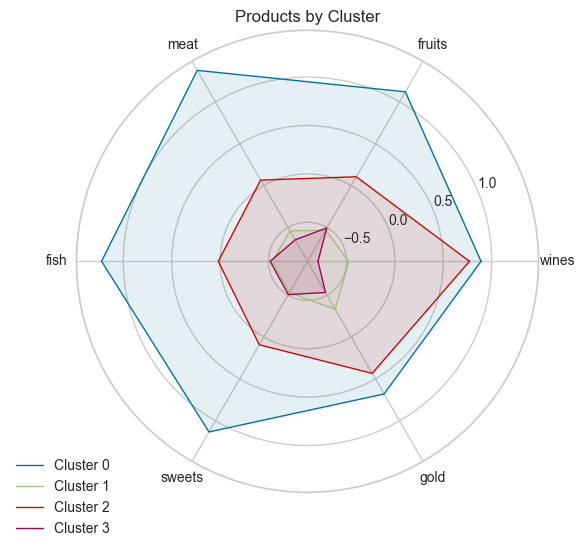 Products by Cluster
meat
fruits
1.0
0.5
0.0
−0.5
fish
wines
sweets
gold
Cluster 0
Cluster 1
Cluster 2
Cluster 3